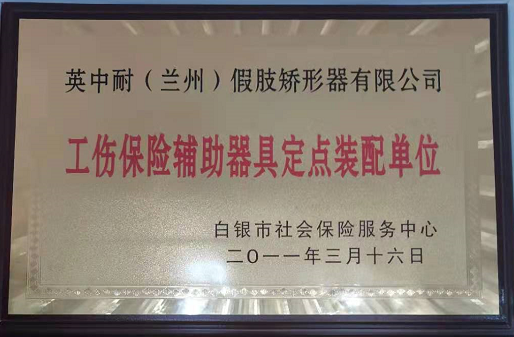 英中耐（兰州）假肢矫形器有限公司
工伤保险辅助器具定点装配单位
白银市社会保险服务中心
二〇一一年三月十六日